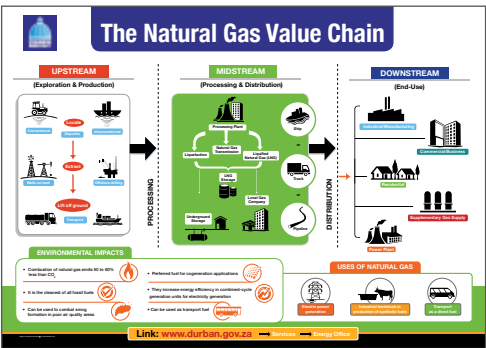 The Natural Gas Value Chain
UPSTREAM
(Exploration & Production)
Conventional
Locate
Deposits
Unconventional
Extract
Wells on land
Offshore drilling
Lift off ground
Transport
PROCESSING
MIDSTREAM
(Processing & Distribution)
Processing Plant
Liquefaction
Natural Gas
Transmission
Liquefied
Natural Gas (LNG)
LNG
Storage
Underground
Storage
Local Gas
Company
Ship
Truck
Pipeline
DISTRIBUTION
DOWNSTREAM
(End-Use)
Industrial/Manufacturing
Commercial/Business
Residential
Supplementary Gas Supply
Power Plant
ENVIRONMENTAL IMPACTS
• Combustion of natural gas emits 50 to 60%
less than CO2
• It is the cleanest of all fossil fuels
• Can be used to combat smog
formation in poor air quality areas
• Preferred fuel for cogeneration applications
• They increase energy efficiency in combined-cycle
generation units for electricity generation
• Can be used as transport fuel
USES OF NATURAL GAS
Electric power
generation
Industrial feedstock in
production of synthetic fuels
Transport
as a direct fuel
Link: www.durban.gov.za → Services → Energy Office